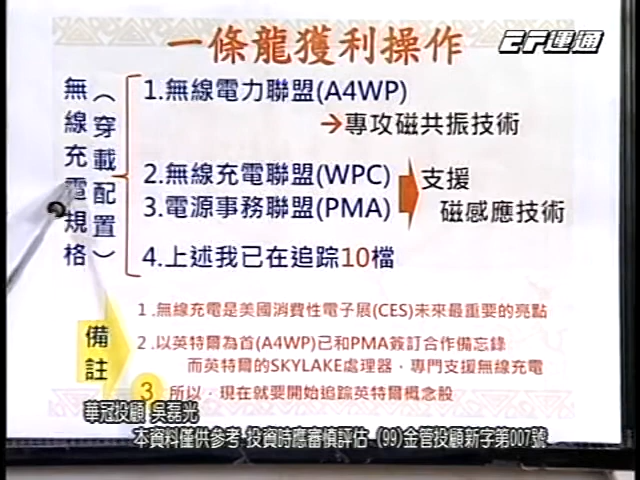 一條龍獲利操作
EF運通
無線充電規格
（穿載配置）
1.無線電力聯盟(A4WP)
→專攻磁共振技術
2.無線充電聯盟(WPC)
3.電源事務聯盟(PMA)
支援
磁感應技術
4.上述我已在追踪10檔
備註
1.無線充電是美國消費性電子展(CES)未來最重要的亮點
2.以英特爾為首(A4WP)已和PMA簽訂合作備忘錄
而英特爾的SKYLAKE處理器，專門支援無線充電
3 所以，現在就要開始追踪英特爾概念股
華冠投顧 吳磊光
本資料僅供參考 投資時應審慎評估 (99)金管投顧新字第007號